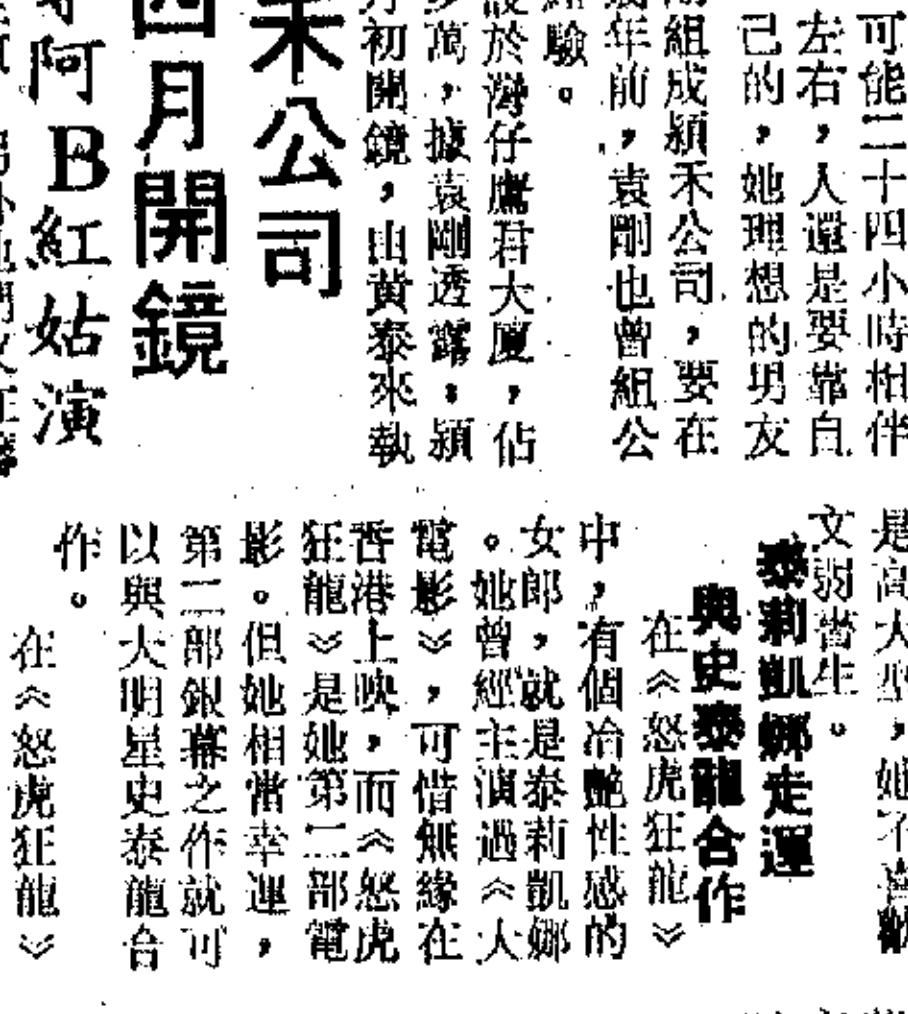 可能二十四小時相伴
左右，人還是要靠自
己的，她理想的男友
組成穎禾公司，要在
年前，袁剛也曾組公
驗。
於灣仔鷹君大廈，佔
萬，據袁剛透露，穎
初開鏡，由黃泰來執
禾公司
四月開鏡
阿B紅姑演
是高大型，她不喜歡
文弱書生。
泰莉凱娜走運
與史泰龍合作
在《怒虎狂龍》
中，有個冶艷性感的
女郎，就是泰莉凱娜
。她曾經主演過《大
電影》，可惜無緣在
香港上映，而《怒虎
狂龍》是她第二部電
影。但她相當幸運，
第二部銀幕之作就可
以與大明星史泰龍合
作。
在《怒虎狂龍》